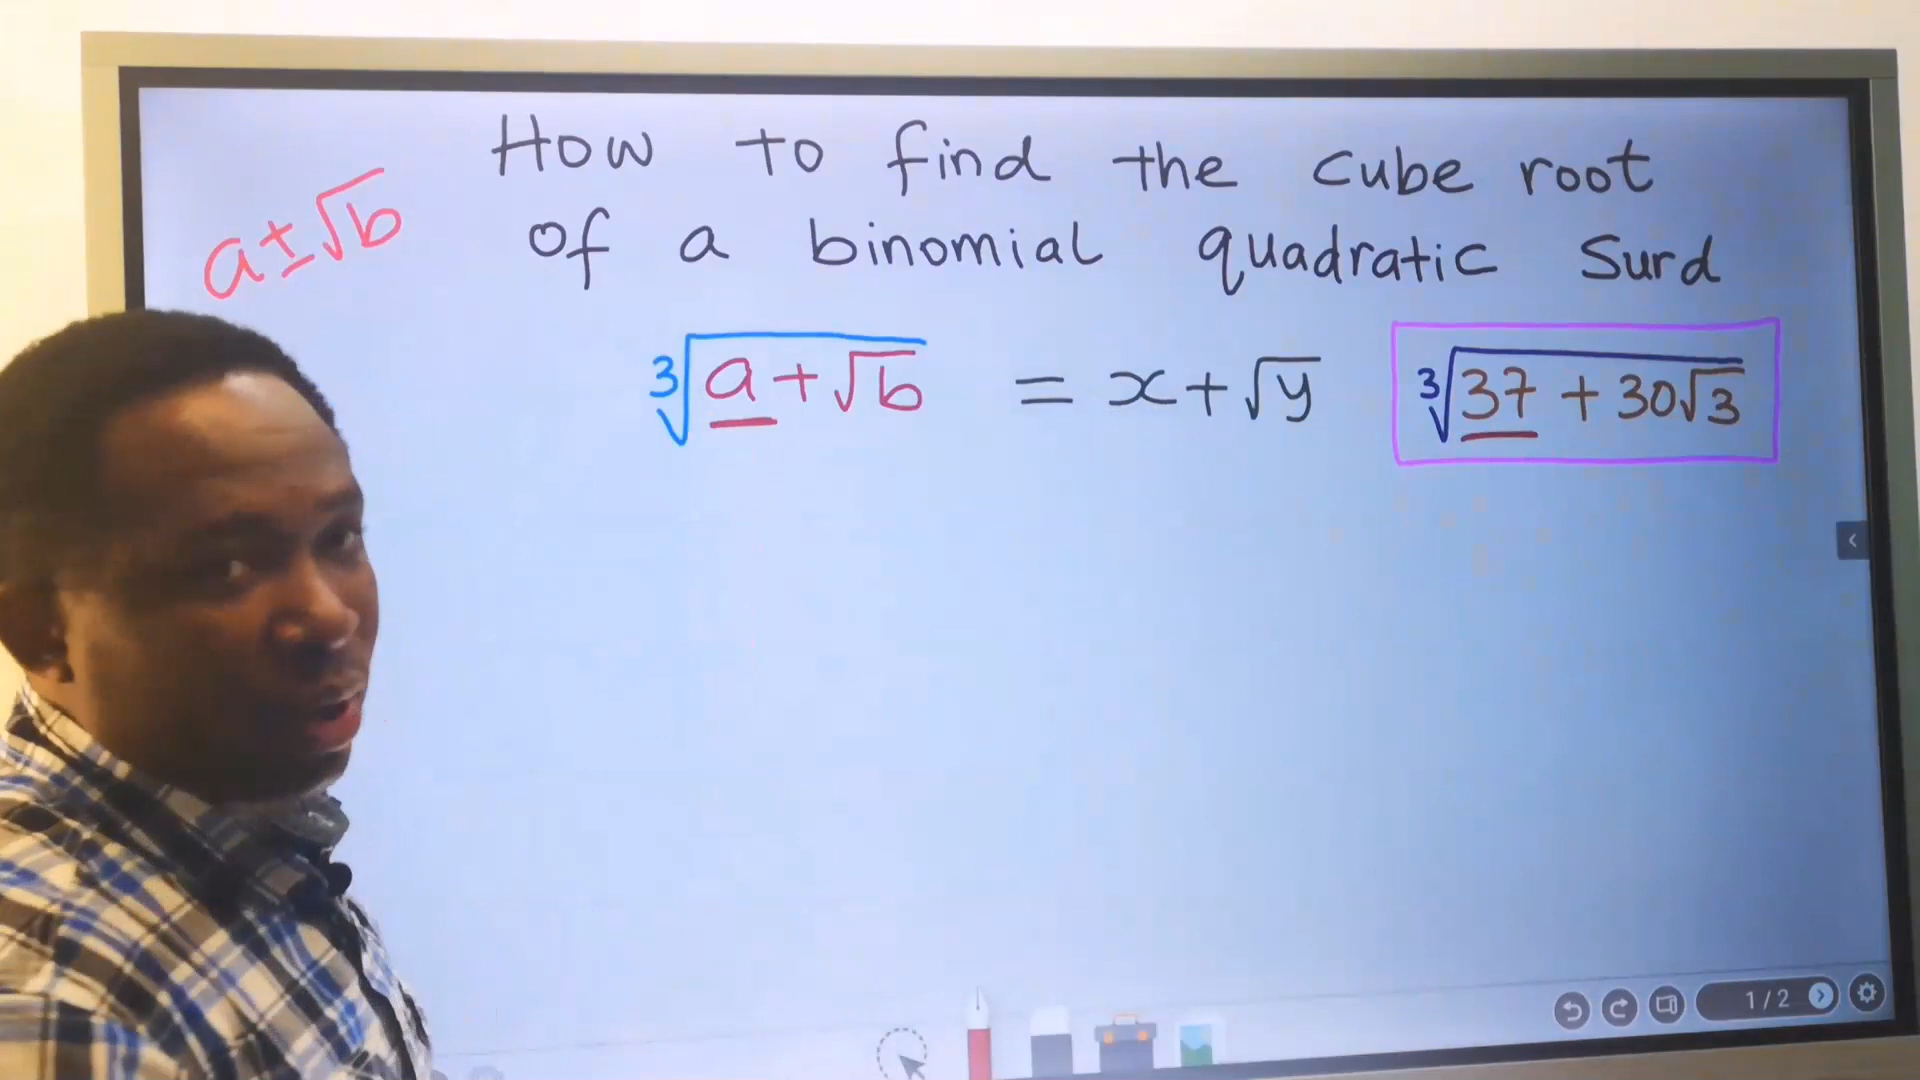 How to find the cube root
a±√b
of a binomial quadratic Surd
∛(a+√b) = x+√y ∛(37 + 30√3)
1/2